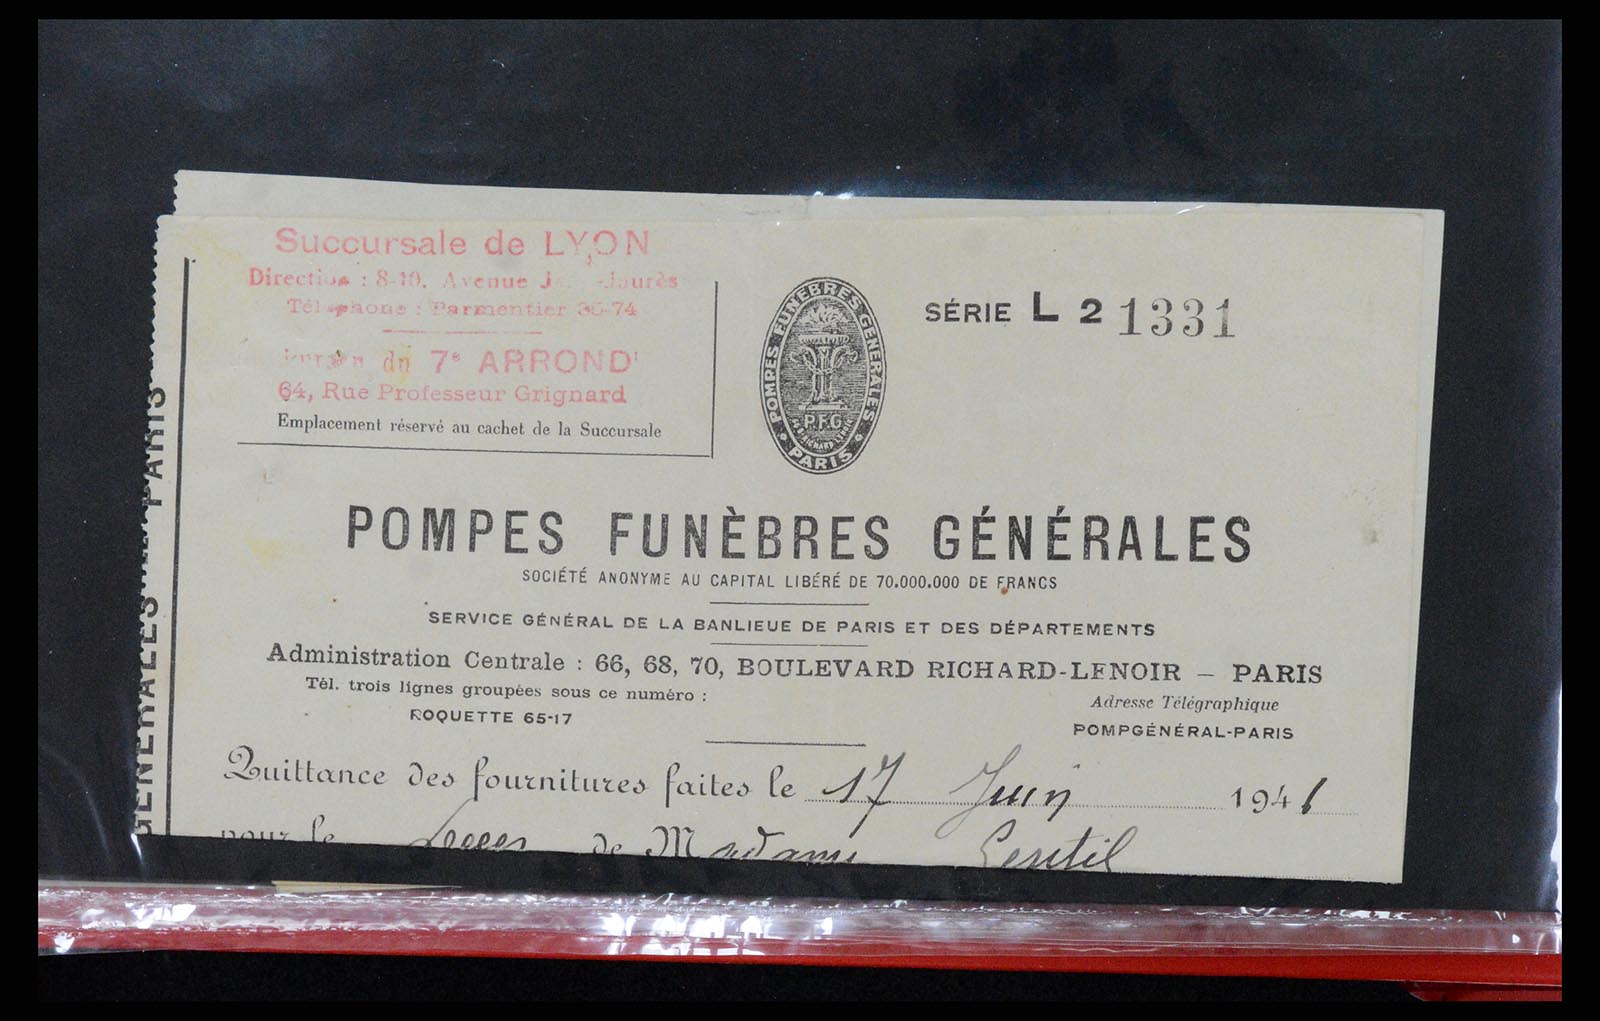 Succursale de LYON
Direction : 8-10, Avenue Jean-Jaurès
Téléphone : Parmentier 35-74
Bureau du 7e ARRONDt
64, Rue Professeur Grignard
Emplacement réservé au cachet de la Succursale
POMPES FUNÈBRES GÉNÉRALES
P.F.G
PARIS
SÉRIE L 2 1331
POMPES FUNÈBRES GÉNÉRALES
SOCIÉTÉ ANONYME AU CAPITAL LIBÉRÉ DE 70.000.000 DE FRANCS
SERVICE GÉNÉRAL DE LA BANLIEUE DE PARIS ET DES DÉPARTEMENTS
Administration Centrale : 66, 68, 70, BOULEVARD RICHARD-LENOIR – PARIS
Tél. trois lignes groupées sous ce numéro :
ROQUETTE 65-17
Adresse Télégraphique
POMPGÉNÉRAL-PARIS
Quittance des fournitures faites le 17 Juin 1941
pour le de Madame Gentil
GÉNÉRALES PARIS